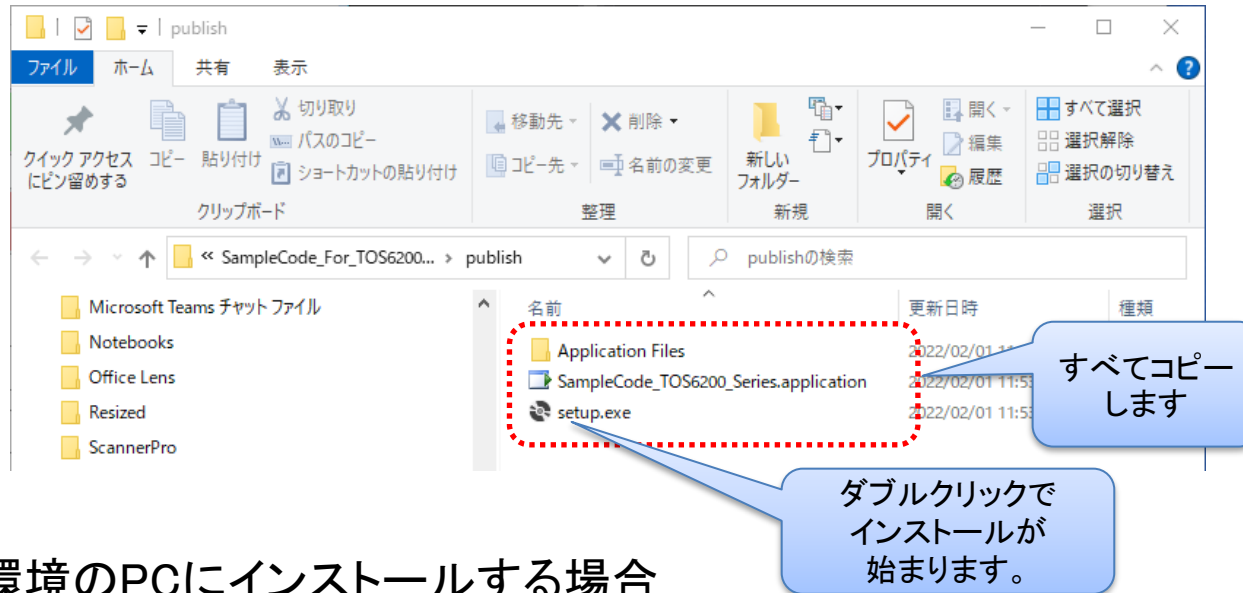 publish
ファイル ホーム 共有 表示
クイック アクセス
にピン留めする
コピー
貼り付け
切り取り
パスのコピー
ショートカットの貼り付け
クリップボード
移動先
コピー先
削除
名前の変更
整理
新しい
フォルダー
新規
プロパティ
開く
編集
履歴
開く
すべて選択
選択解除
選択の切り替え
選択
« SampleCode_For_TOS6200... › publish
publishの検索
Microsoft Teams チャット ファイル
Notebooks
Office Lens
Resized
ScannerPro
名前 更新日時 種類
Application Files 2022/02/01
SampleCode_TOS6200_Series.application 2022/02/01 11:53
setup.exe 2022/02/01 11:53
すべてコピー
します
ダブルクリックで
インストールが
始まります。
環境のPCにインストールする場合